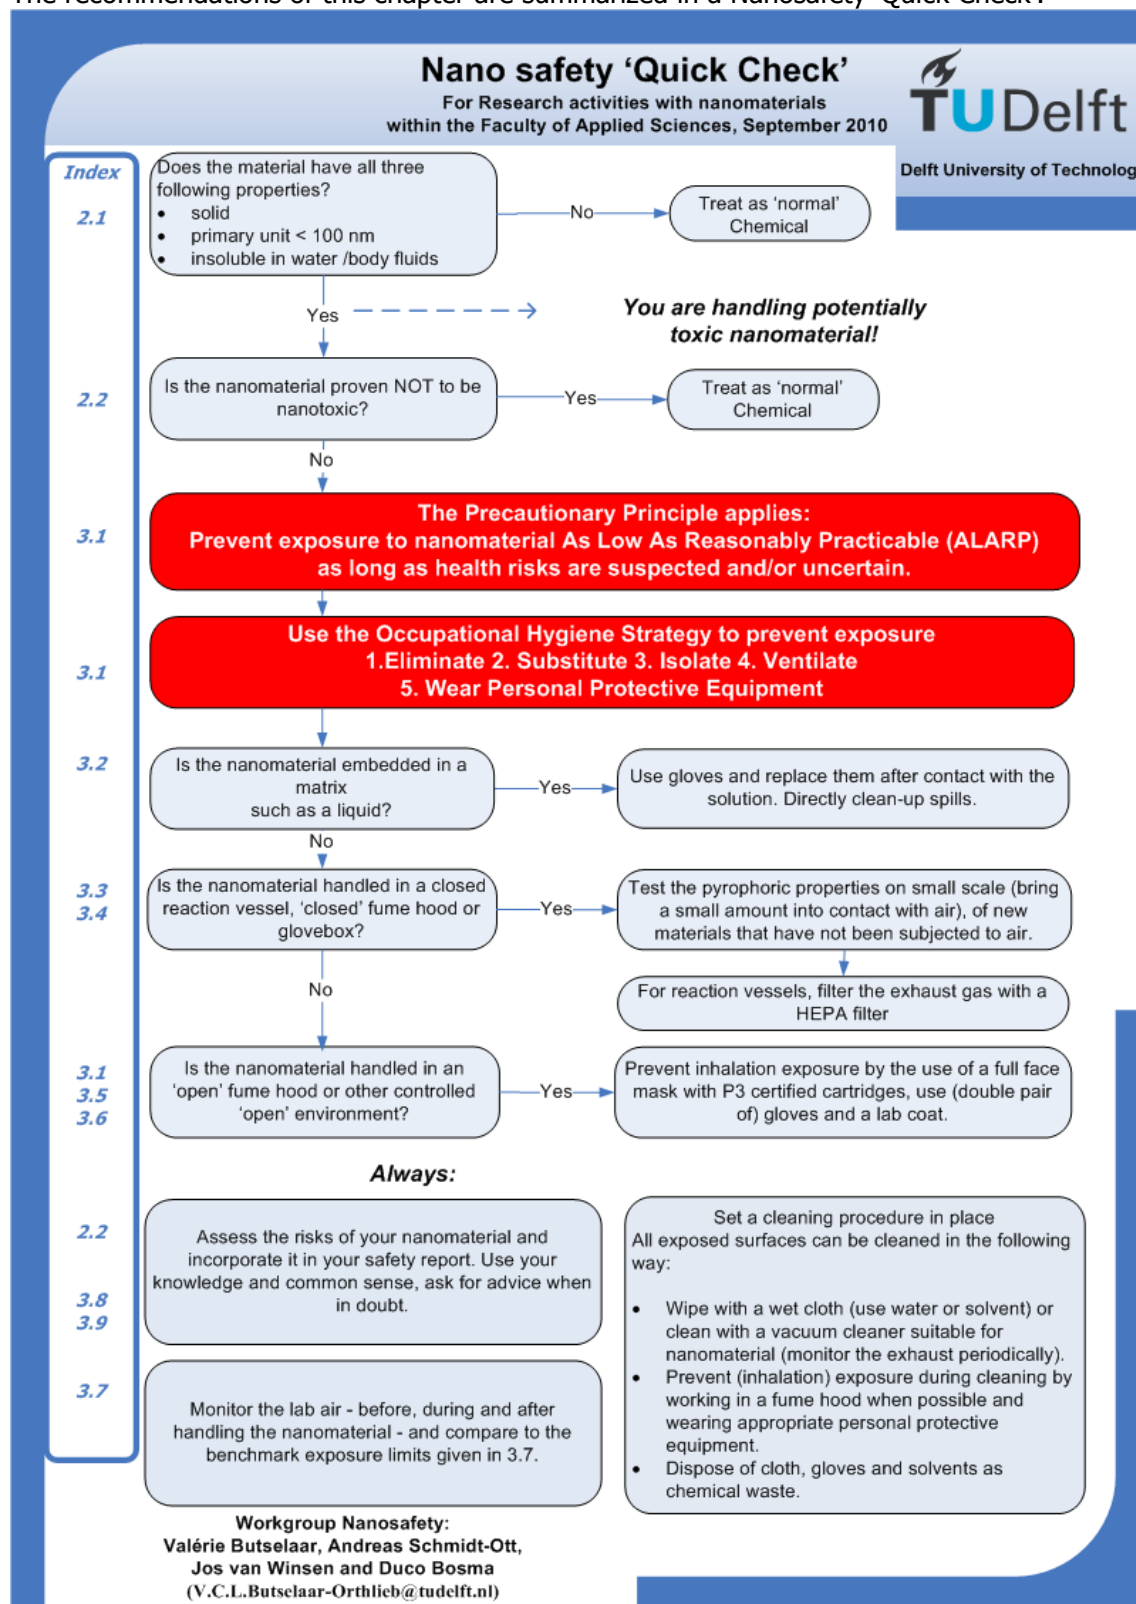 The recommendations of this chapter are summarized in a Nanosafety 'Quick Check'.
Nano safety ‘Quick Check’
For Research activities with nanomaterials
within the Faculty of Applied Sciences, September 2010
TUDelft
Delft University of Technolog
Index
2.1
Does the material have all three
following properties?
• solid
• primary unit < 100 nm
• insoluble in water /body fluids
No
Treat as ‘normal’
Chemical
Yes
You are handling potentially
toxic nanomaterial!
2.2
Is the nanomaterial proven NOT to be
nanotoxic?
Yes
Treat as ‘normal’
Chemical
No
3.1
The Precautionary Principle applies:
Prevent exposure to nanomaterial As Low As Reasonably Practicable (ALARP)
as long as health risks are suspected and/or uncertain.
3.1
Use the Occupational Hygiene Strategy to prevent exposure
1.Eliminate 2. Substitute 3. Isolate 4. Ventilate
5. Wear Personal Protective Equipment
3.2
Is the nanomaterial embedded in a
matrix
such as a liquid?
Yes
Use gloves and replace them after contact with the
solution. Directly clean-up spills.
No
3.3
3.4
Is the nanomaterial handled in a closed
reaction vessel, ‘closed’ fume hood or
glovebox?
Yes
Test the pyrophoric properties on small scale (bring
a small amount into contact with air), of new
materials that have not been subjected to air.
For reaction vessels, filter the exhaust gas with a
HEPA filter
No
3.1
3.5
3.6
Is the nanomaterial handled in an
‘open’ fume hood or other controlled
‘open’ environment?
Yes
Prevent inhalation exposure by the use of a full face
mask with P3 certified cartridges, use (double pair
of) gloves and a lab coat.
Always:
2.2
3.8
3.9
Assess the risks of your nanomaterial and
incorporate it in your safety report. Use your
knowledge and common sense, ask for advice when
in doubt.
3.7
Monitor the lab air - before, during and after
handling the nanomaterial - and compare to the
benchmark exposure limits given in 3.7.
Set a cleaning procedure in place
All exposed surfaces can be cleaned in the following
way:
• Wipe with a wet cloth (use water or solvent) or
clean with a vacuum cleaner suitable for
nanomaterial (monitor the exhaust periodically).
• Prevent (inhalation) exposure during cleaning by
working in a fume hood when possible and
wearing appropriate personal protective
equipment.
• Dispose of cloth, gloves and solvents as
chemical waste.
Workgroup Nanosafety:
Valérie Butselaar, Andreas Schmidt-Ott,
Jos van Winsen and Duco Bosma
(V.C.L.Butselaar-Orthlieb@tudelft.nl)